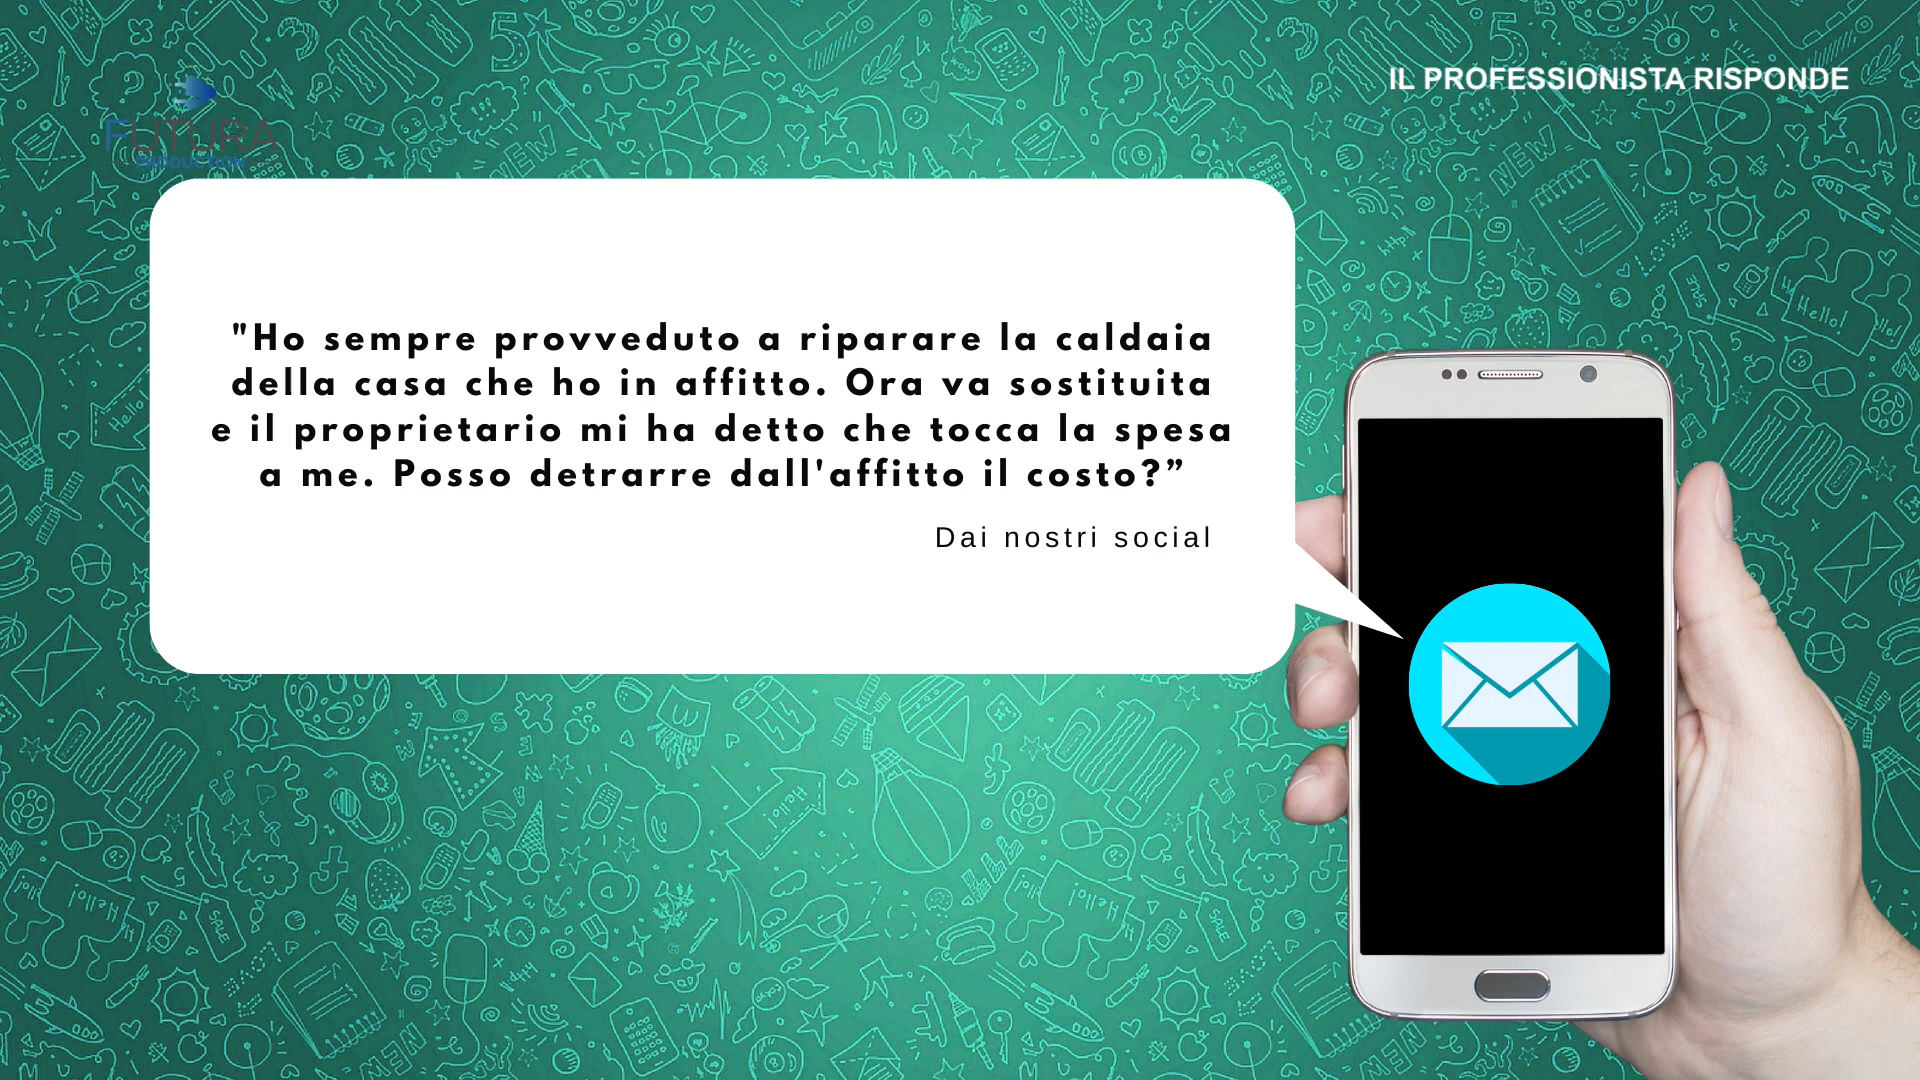 IL PROFESSIONISTA RISPONDE
FUTURA
PRODUCTION
"Ho sempre provveduto a riparare la caldaia
della casa che ho in affitto. Ora va sostituita
e il proprietario mi ha detto che tocca la spesa
a me. Posso detrarre dall'affitto il costo?”
Dai nostri social